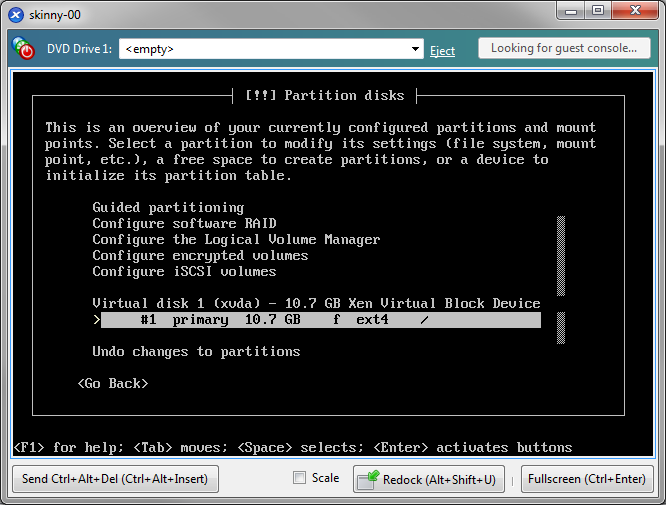 skinny-00
DVD Drive 1: <empty> Eject Looking for guest console...
[!!] Partition disks
This is an overview of your currently configured partitions and mount
points. Select a partition to modify its settings (file system, mount
point, etc.), a free space to create partitions, or a device to
initialize its partition table.
Guided partitioning
Configure software RAID
Configure the Logical Volume Manager
Configure encrypted volumes
Configure iSCSI volumes
Virtual disk 1 (xvda) - 10.7 GB Xen Virtual Block Device
> #1 primary 10.7 GB f ext4 /
Undo changes to partitions
<Go Back>
<F1> for help; <Tab> moves; <Space> selects; <Enter> activates buttons
Send Ctrl+Alt+Del (Ctrl+Alt+Insert) Scale Redock (Alt+Shift+U) Fullscreen (Ctrl+Enter)